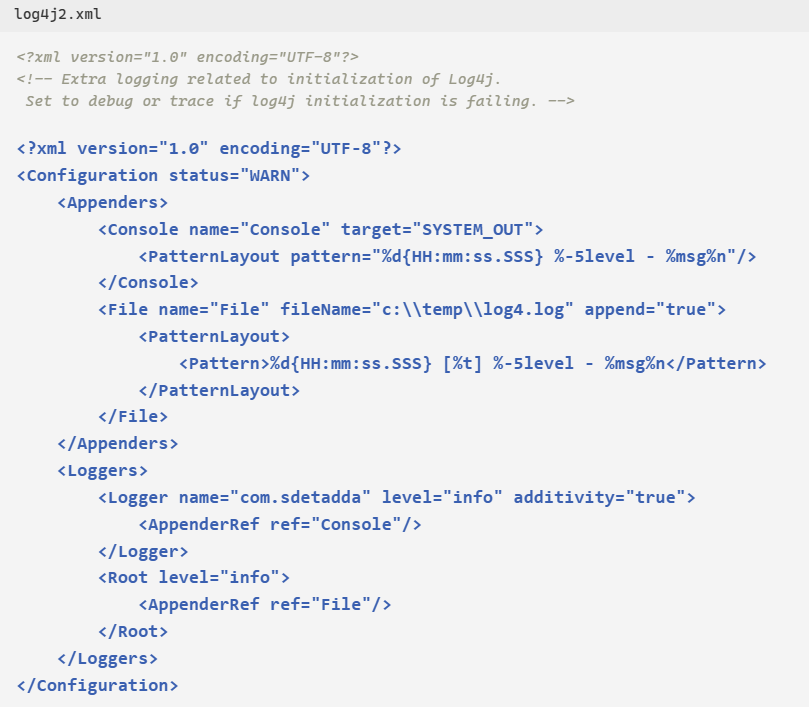 log4j2.xml
<?xml version="1.0" encoding="UTF-8"?>
<!-- Extra logging related to initialization of Log4j.
 Set to debug or trace if log4j initialization is failing. -->
<?xml version="1.0" encoding="UTF-8"?>
<Configuration status="WARN">
    <Appenders>
        <Console name="Console" target="SYSTEM_OUT">
            <PatternLayout pattern="%d{HH:mm:ss.SSS} %-5level - %msg%n"/>
        </Console>
        <File name="File" fileName="c:\\temp\\log4.log" append="true">
            <PatternLayout>
                <Pattern>%d{HH:mm:ss.SSS} [%t] %-5level - %msg%n</Pattern>
            </PatternLayout>
        </File>
    </Appenders>
    <Loggers>
        <Logger name="com.sdetadda" level="info" additivity="true">
            <AppenderRef ref="Console"/>
        </Logger>
        <Root level="info">
            <AppenderRef ref="File"/>
        </Root>
    </Loggers>
</Configuration>